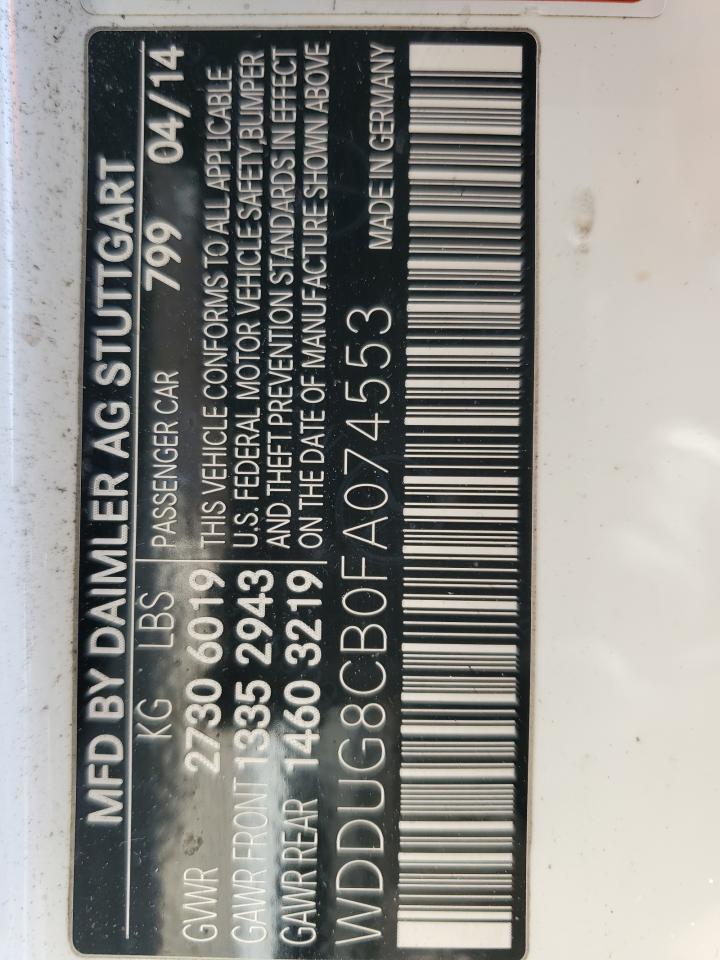 MFD BY DAIMLER AG STUTTGART
KG LBS PASSENGER CAR 799 04/14
GVWR 2730 6019 THIS VEHICLE CONFORMS TO ALL APPLICABLE
GAWR FRONT 1335 2943 U.S. FEDERAL MOTOR VEHICLE SAFETY,BUMPER
GAWR REAR 1460 3219 AND THEFT PREVENTION STANDARDS IN EFFECT
ON THE DATE OF MANUFACTURE SHOWN ABOVE
WDDUG8CB0FA074553 MADE IN GERMANY